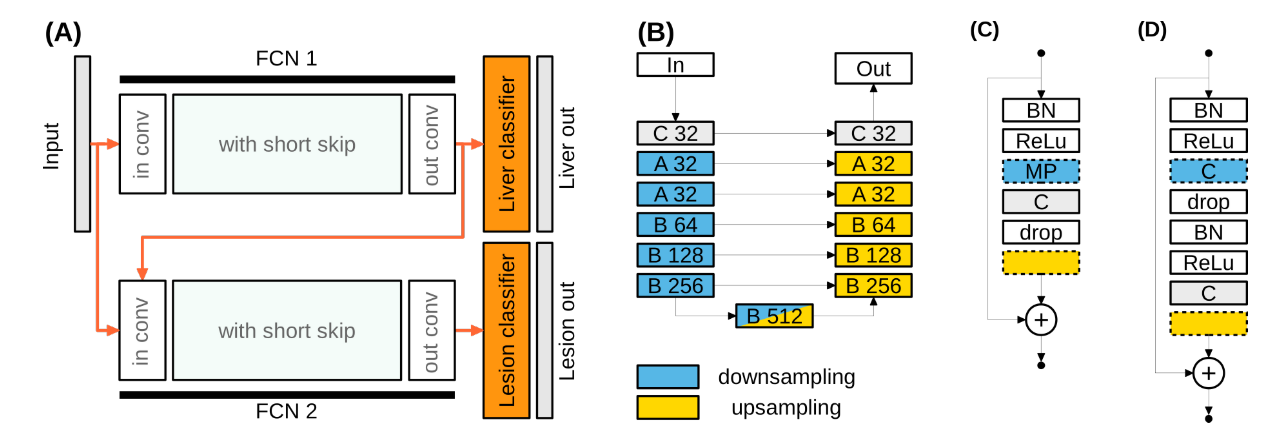 (A)
FCN 1
Input
in conv
with short skip
out conv
Liver classifier
Liver out
in conv
with short skip
out conv
Lesion classifier
Lesion out
FCN 2
(B)
In
Out
C 32
C 32
A 32
A 32
A 32
A 32
B 64
B 64
B 128
B 128
B 256
B 256
B 512
downsampling
upsampling
(C)
BN
ReLu
MP
C
drop
+
(D)
BN
ReLu
C
drop
BN
ReLu
C
+